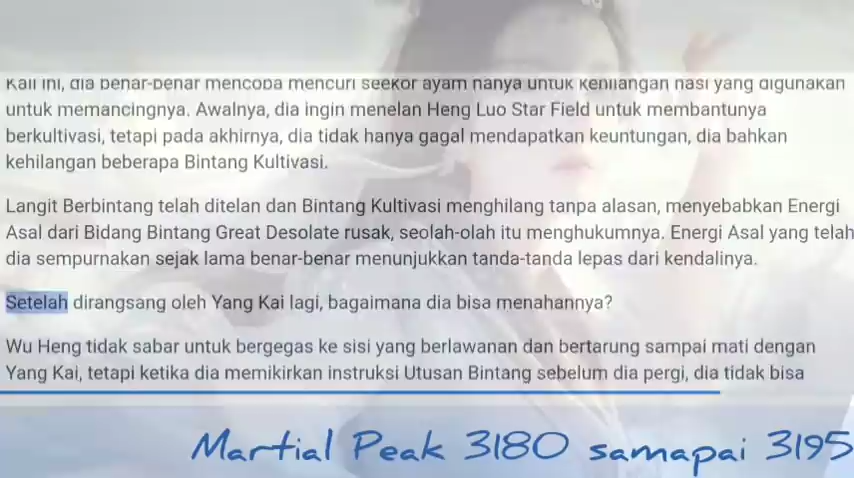 Kali ini, dia benar-benar mencoba mencuri seekor ayam hanya untuk kehilangan nasi yang digunakan
untuk memancingnya. Awalnya, dia ingin menelan Heng Luo Star Field untuk membantunya
berkultivasi, tetapi pada akhirnya, dia tidak hanya gagal mendapatkan keuntungan, dia bahkan
kehilangan beberapa Bintang Kultivasi.
Langit Berbintang telah ditelan dan Bintang Kultivasi menghilang tanpa alasan, menyebabkan Energi
Asal dari Bidang Bintang Great Desolate rusak, seolah-olah itu menghukumnya. Energi Asal yang telah
dia sempurnakan sejak lama benar-benar menunjukkan tanda-tanda lepas dari kendalinya.
Setelah dirangsang oleh Yang Kai lagi, bagaimana dia bisa menahannya?
Wu Heng tidak sabar untuk bergegas ke sisi yang berlawanan dan bertarung sampai mati dengan
Yang Kai, tetapi ketika dia memikirkan instruksi Utusan Bintang sebelum dia pergi, dia tidak bisa
Martial Peak 3180 samapai 3195